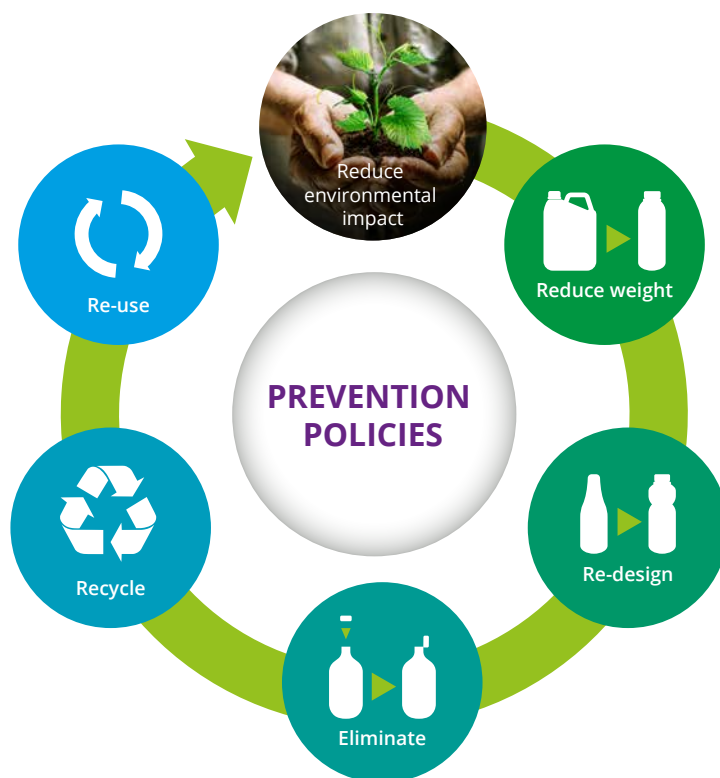 Reduce
environmental
impact
Reduce weight
Re-use
PREVENTION
POLICIES
Re-design
Recycle
Eliminate